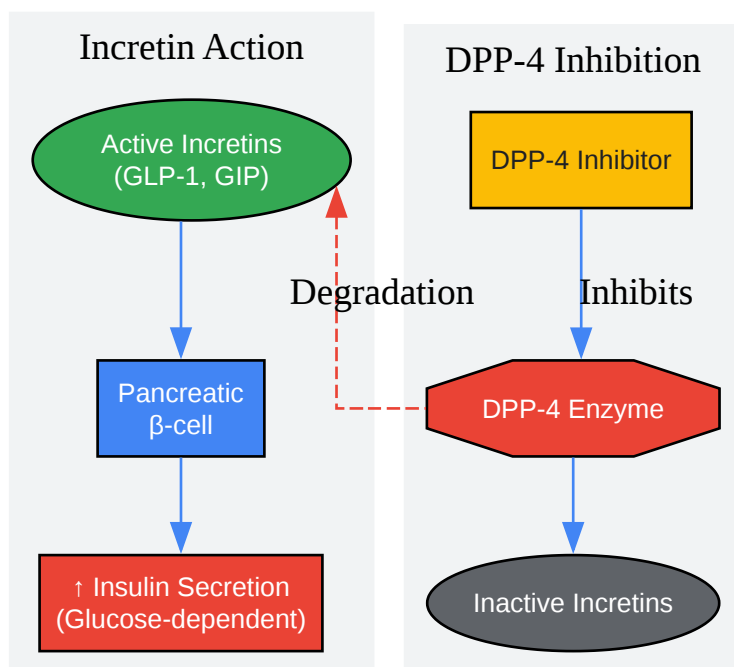 Incretin Action
Active Incretins
(GLP-1, GIP)
Degradation
Pancreatic
β-cell
↑ Insulin Secretion
(Glucose-dependent)
DPP-4 Inhibition
DPP-4 Inhibitor
Inhibits
DPP-4 Enzyme
Inactive Incretins